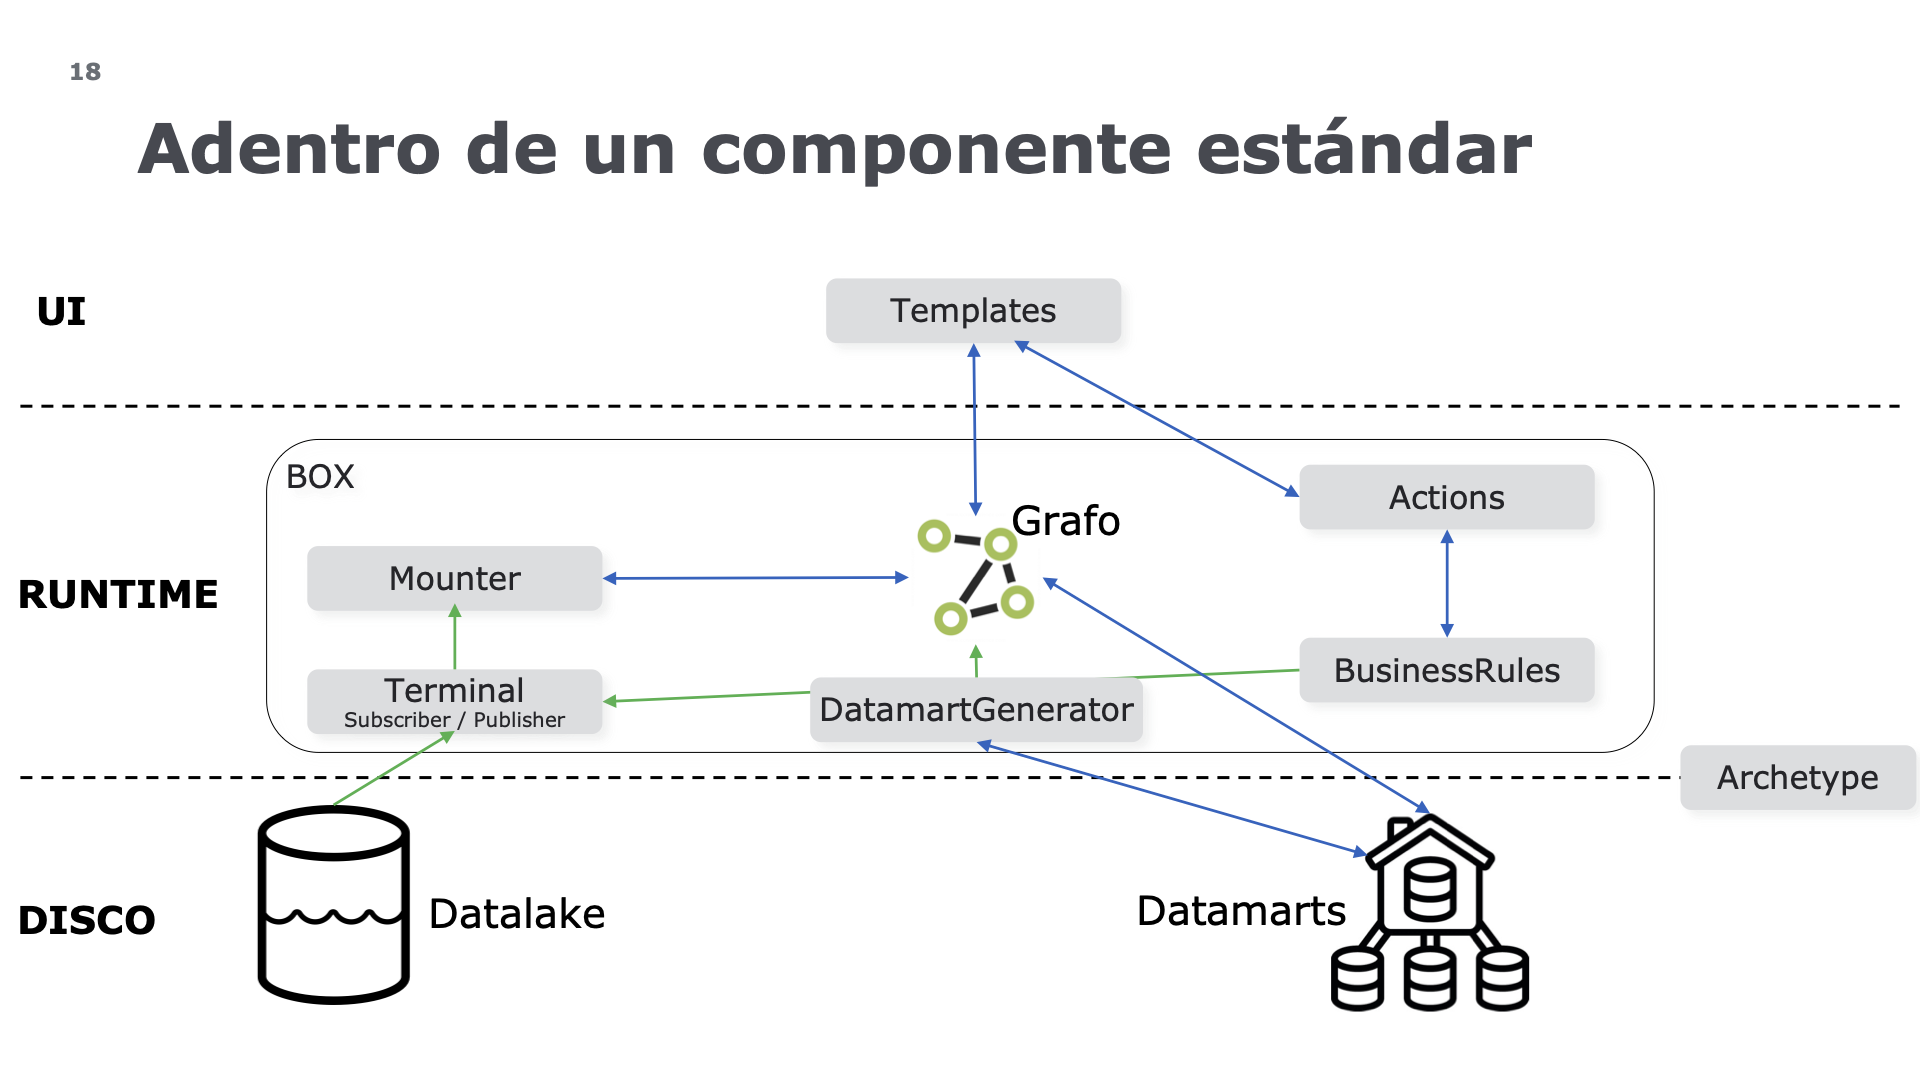 18
Adentro de un componente estándar
UI
Templates
BOX
Actions
Grafo
Mounter
RUNTIME
BusinessRules
Terminal
Subscriber / Publisher
DatamartGenerator
Archetype
Datalake
Datamarts
DISCO